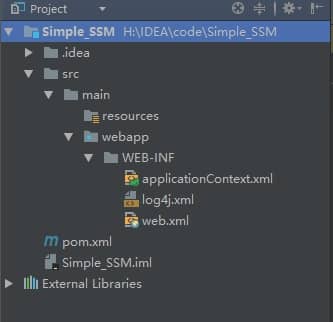 Project
Simple_SSM H:\IDEA\code\Simple_SSM
.idea
src
main
resources
webapp
WEB-INF
applicationContext.xml
log4j.xml
web.xml
m pom.xml
Simple_SSM.iml
External Libraries